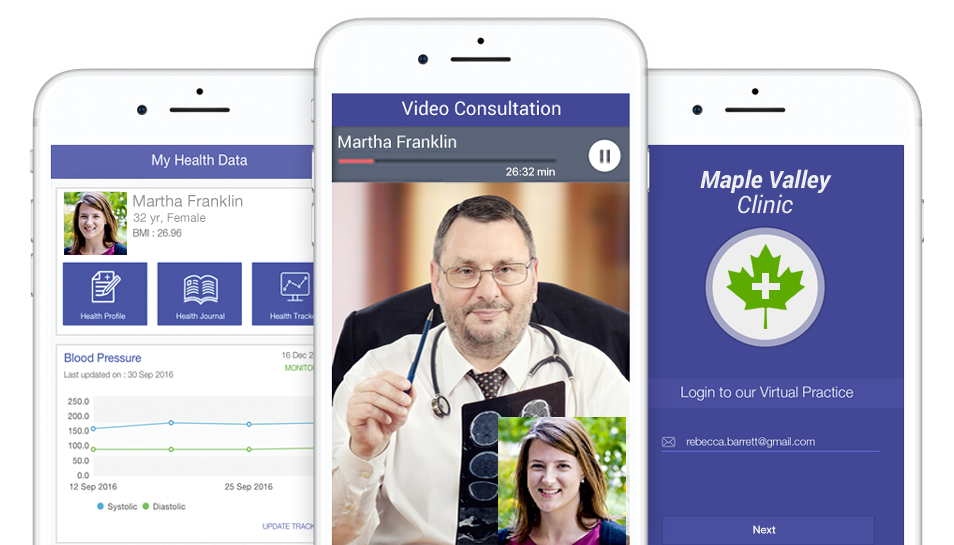 My Health Data
Martha Franklin
32 yr, Female
BMI : 26.96
Health Profile
Health Journal
Health Tracke
Blood Pressure
16 Dec 2
Last updated on : 30 Sep 2016
MONITO
250.0
200.0
150.0
100.0
50.0
0.0
12 Sep 2016
25 Sep 2016
Systolic
Diastolic
UPDATE TRACK
Video Consultation
Martha Franklin
26:32 min
Maple Valley
Clinic
Login to our Virtual Practice
rebecca.barrett@gmail.com
Next